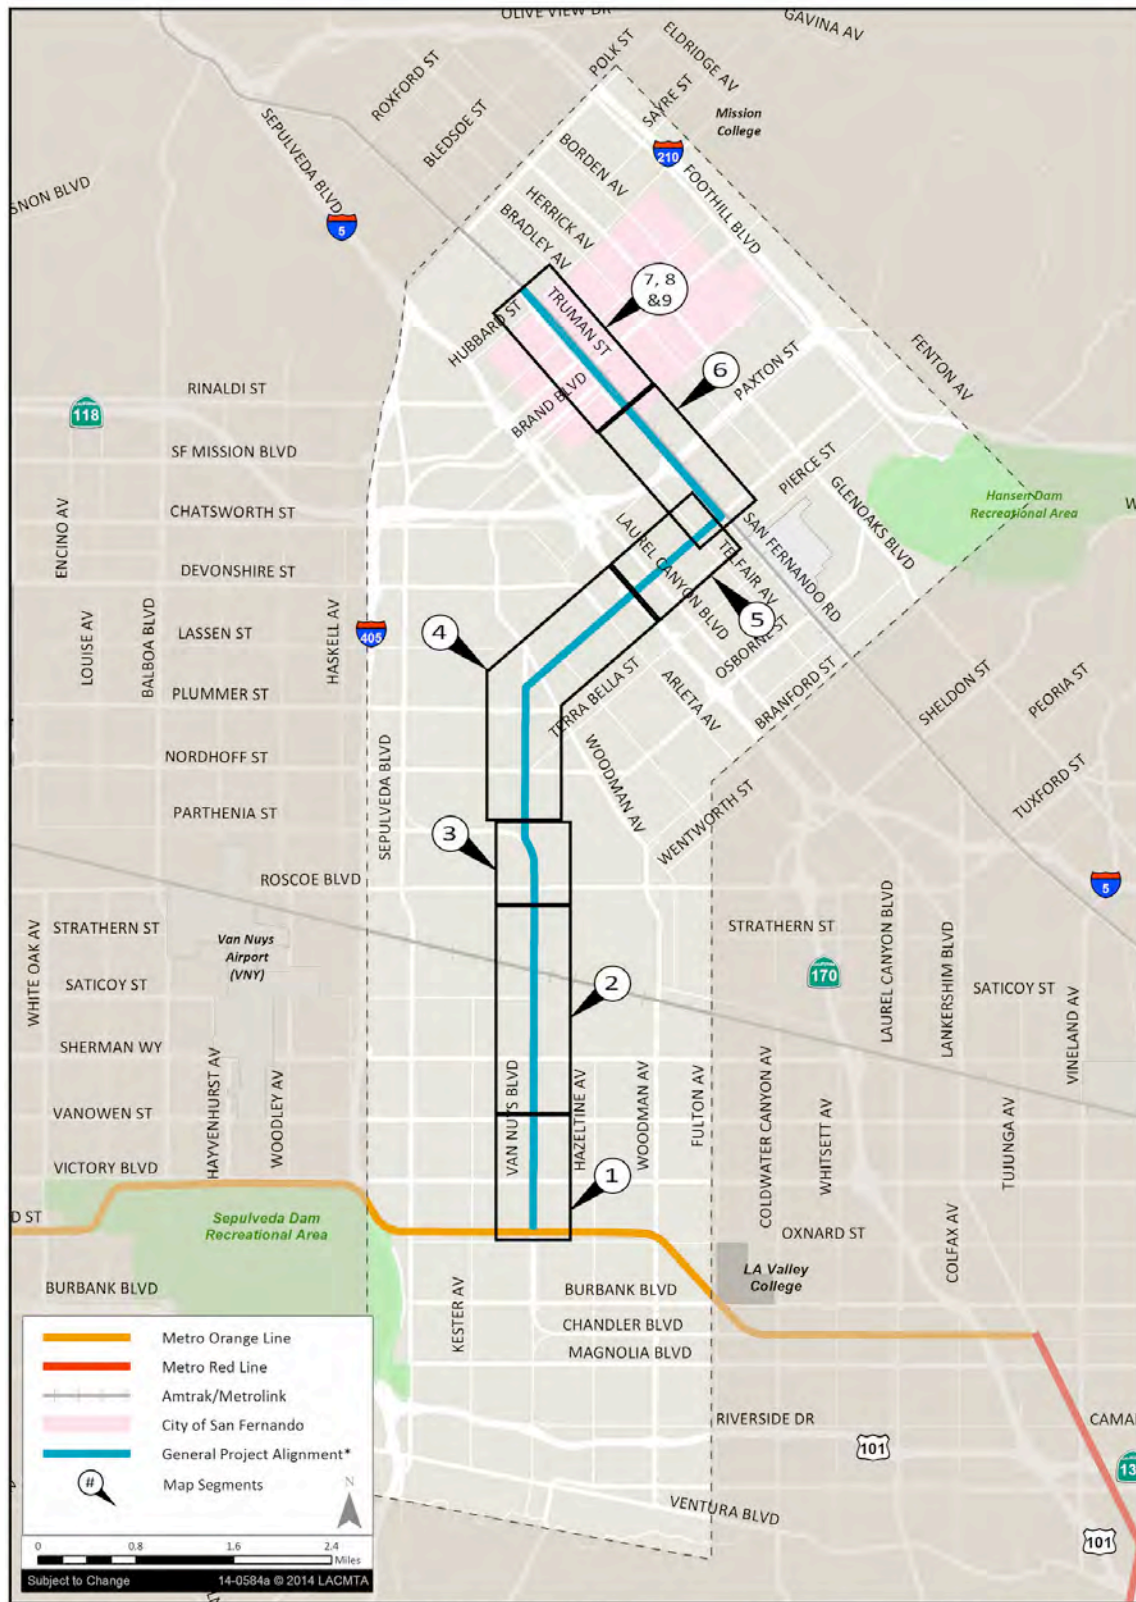 OLIVE VIEW DR
GAVINA AV
POLK ST
ELDRIDGE AV
ROXFORD ST
SAYRE ST
BLEDSOE ST
Mission
College
SEPULVEDA BLVD
BORDEN AV
210
FOOTHILL BLVD
SNON BLVD
HERRICK AV
BRADLEY AV
5
7, 8
&9
TRUMAN ST
HUBBARD ST
FENTON AV
PAXTON ST
6
RINALDI ST
BRAND BLVD
118
SF MISSION BLVD
PIERCE ST
GLENOAKS BLVD
Hansen Dam
Recreational Area
W
ENCINO AV
CHATSWORTH ST
LAUREL CANYON BLVD
TELFAIR AV
SAN FERNANDO RD
DEVONSHIRE ST
5
LOUISE AV
BALBOA BLVD
LASSEN ST
HASKELL AV
405
4
OSBORNE ST
PLUMMER ST
TERRA BELLA ST
ARLETA AV
BRANFORD ST
SHELDON ST
PEORIA ST
NORDHOFF ST
SEPULVEDA BLVD
WOODMAN AV
TUXFORD ST
PARTHENIA ST
3
WENTWORTH ST
ROSCOE BLVD
5
WHITE OAK AV
STRATHERN ST
Van Nuys
Airport
(VNY)
STRATHERN ST
LAUREL CANYON BLVD
LANKERSHIM BLVD
170
SATICOY ST
2
SATICOY ST
VINELAND AV
SHERMAN WY
HAYVENHURST AV
WOODLEY AV
VAN NUYS BLVD
HAZELTINE AV
WOODMAN AV
FULTON AV
COLDWATER CANYON AV
WHITSETT AV
TUJUNGA AV
VANOWEN ST
VICTORY BLVD
1
D ST
Sepulveda Dam
Recreational Area
OXNARD ST
COLFAX AV
LA Valley
College
BURBANK BLVD
KESTER AV
BURBANK BLVD
CHANDLER BLVD
MAGNOLIA BLVD
RIVERSIDE DR
101
CAMA
13
VENTURA BLVD
101
Metro Orange Line
Metro Red Line
Amtrak/Metrolink
City of San Fernando
General Project Alignment*
#
Map Segments
N
0 0.8 1.6 2.4
Miles
Subject to Change 14-0584a © 2014 LACMTA